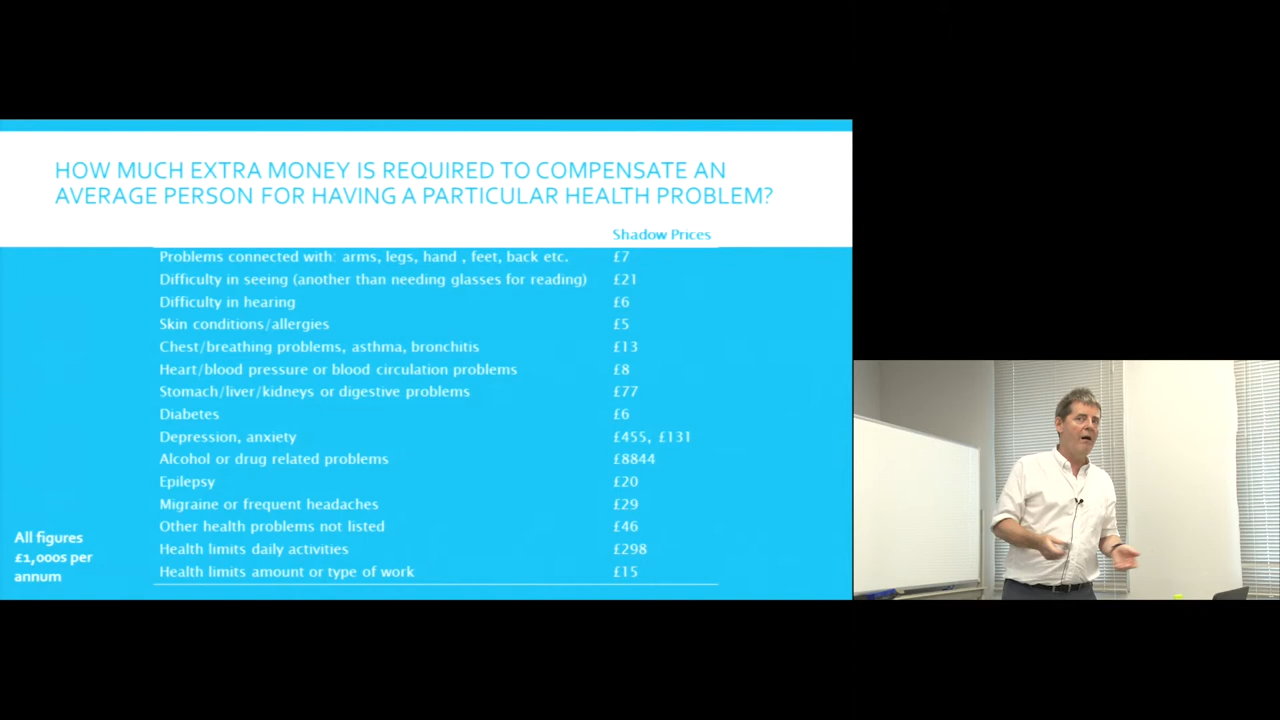 HOW MUCH EXTRA MONEY IS REQUIRED TO COMPENSATE AN
AVERAGE PERSON FOR HAVING A PARTICULAR HEALTH PROBLEM?
Shadow Prices
Problems connected with: arms, legs, hand , feet, back etc. £7
Difficulty in seeing (another than needing glasses for reading) £21
Difficulty in hearing £6
Skin conditions/allergies £5
Chest/breathing problems, asthma, bronchitis £13
Heart/blood pressure or blood circulation problems £8
Stomach/liver/kidneys or digestive problems £77
Diabetes £6
Depression, anxiety £455, £131
Alcohol or drug related problems £8844
Epilepsy £20
Migraine or frequent headaches £29
Other health problems not listed £46
Health limits daily activities £298
Health limits amount or type of work £15
All figures
£1,000s per
annum